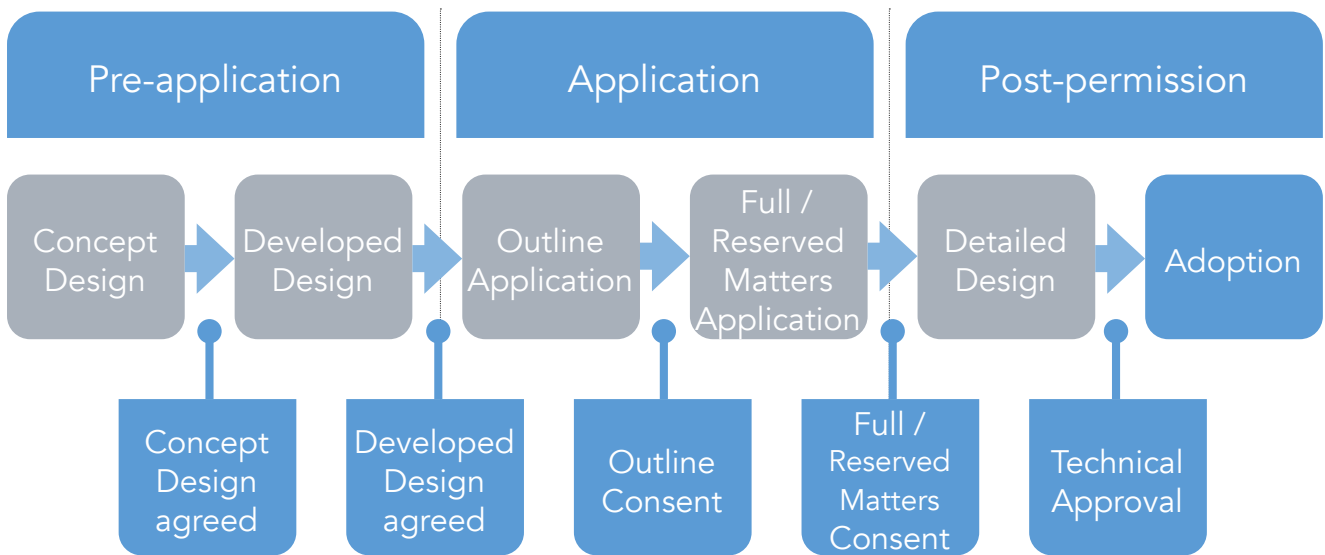 Pre-application
Application
Post-permission
Concept
Design
Developed
Design
Outline
Application
Full /
Reserved
Matters
Application
Detailed
Design
Adoption
Concept
Design
agreed
Developed
Design
agreed
Outline
Consent
Full /
Reserved
Matters
Consent
Technical
Approval